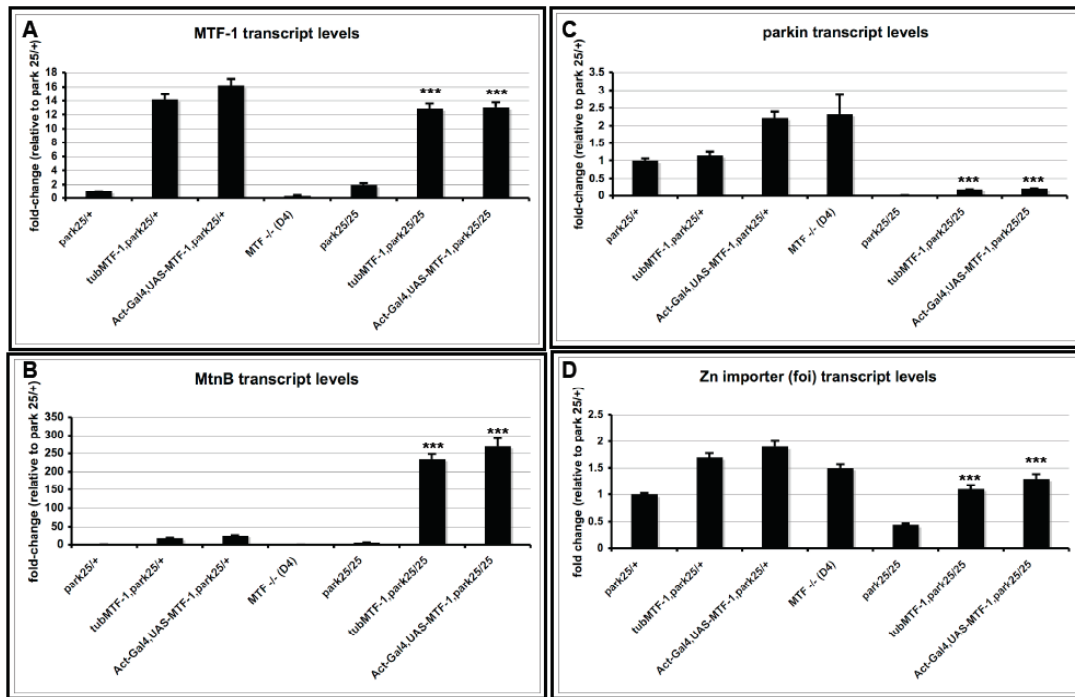 A
MTF-1 transcript levels
fold-change (relative to park 25/+)
18
16
14
12
10
8
6
4
2
0
***
***
park25/+
tubMTF-1,park25/+
Act-Gal4,UAS-MTF-1,park25/+
MTF -/- (D4)
park25/25
tubMTF-1,park25/25
Act-Gal4,UAS-MTF-1,park25/25
C
parkin transcript levels
fold-change (relative to park 25/+)
3.5
3
2.5
2
1.5
1
0.5
0
***
***
park25/+
tubMTF-1,park25/+
Act-Gal4,UAS-MTF-1,park25/+
MTF -/- (D4)
park25/25
tubMTF-1,park25/25
Act-Gal4,UAS-MTF-1,park25/25
B
MtnB transcript levels
fold-change (relative to park 25/+)
350
300
250
200
150
100
50
0
***
***
park25/+
tubMTF-1,park25/+
Act-Gal4,UAS-MTF-1,park25/+
MTF -/- (D4)
park25/25
tubMTF-1,park25/25
Act-Gal4,UAS-MTF-1,park25/25
D
Zn importer (foi) transcript levels
fold change (relative to park 25/+)
2.5
2
1.5
1
0.5
0
***
***
park25/+
tubMTF-1,park25/+
Act-Gal4,UAS-MTF-1,park25/+
MTF -/- (D4)
park25/25
tubMTF-1,park25/25
Act-Gal4,UAS-MTF-1,park25/25